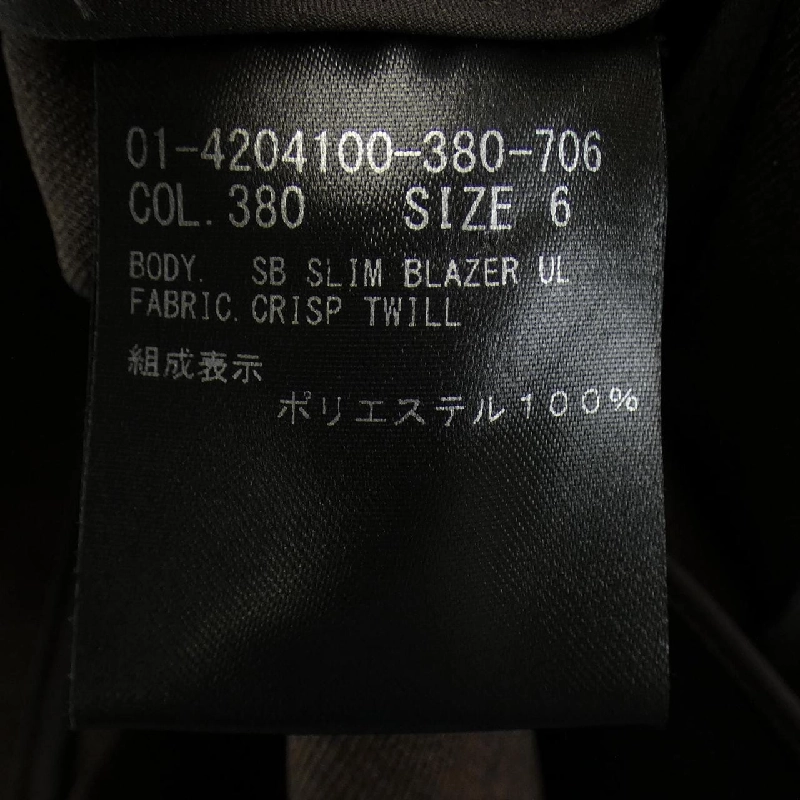 01-4204100-380-706
COL. 380 SIZE 6
BODY. SB SLIM BLAZER UL
FABRIC. CRISP TWILL
組成表示
ポリエステル１００％